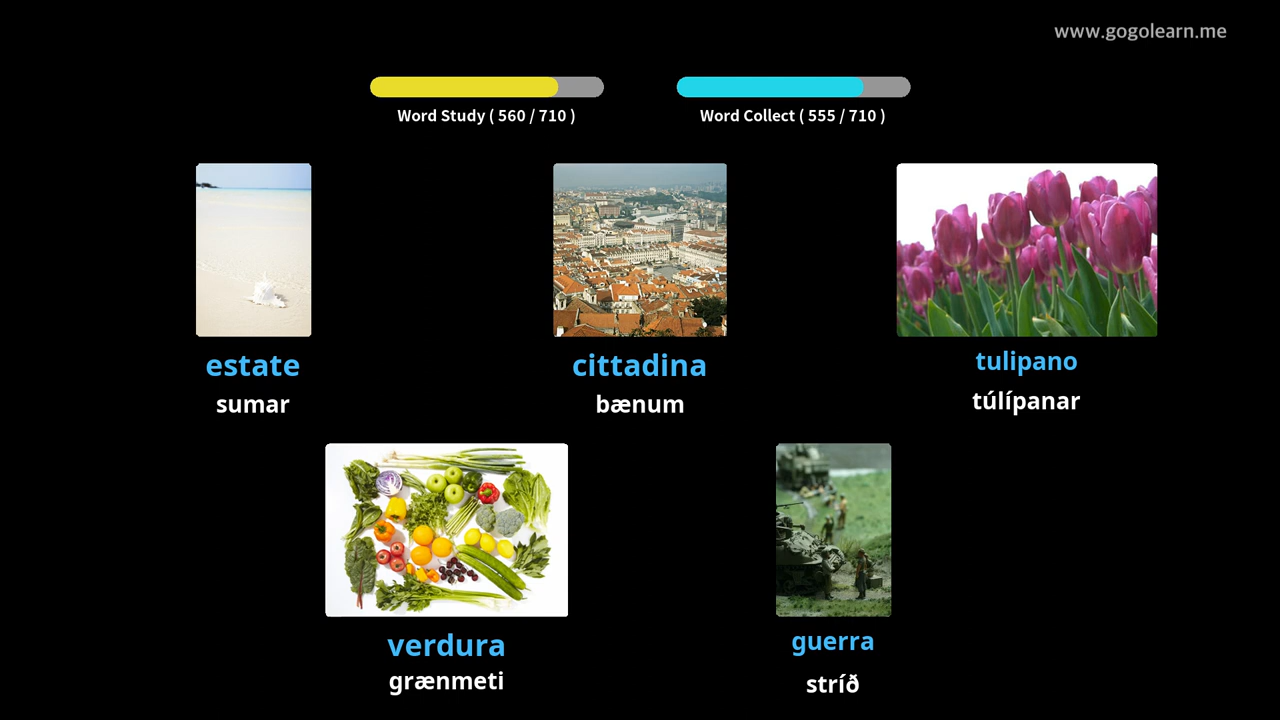 www.gogolearn.me
Word Study ( 560 / 710 )
Word Collect ( 555 / 710 )
estate
sumar
cittadina
bænum
tulipano
túlípanar
verdura
grænmeti
guerra
stríð